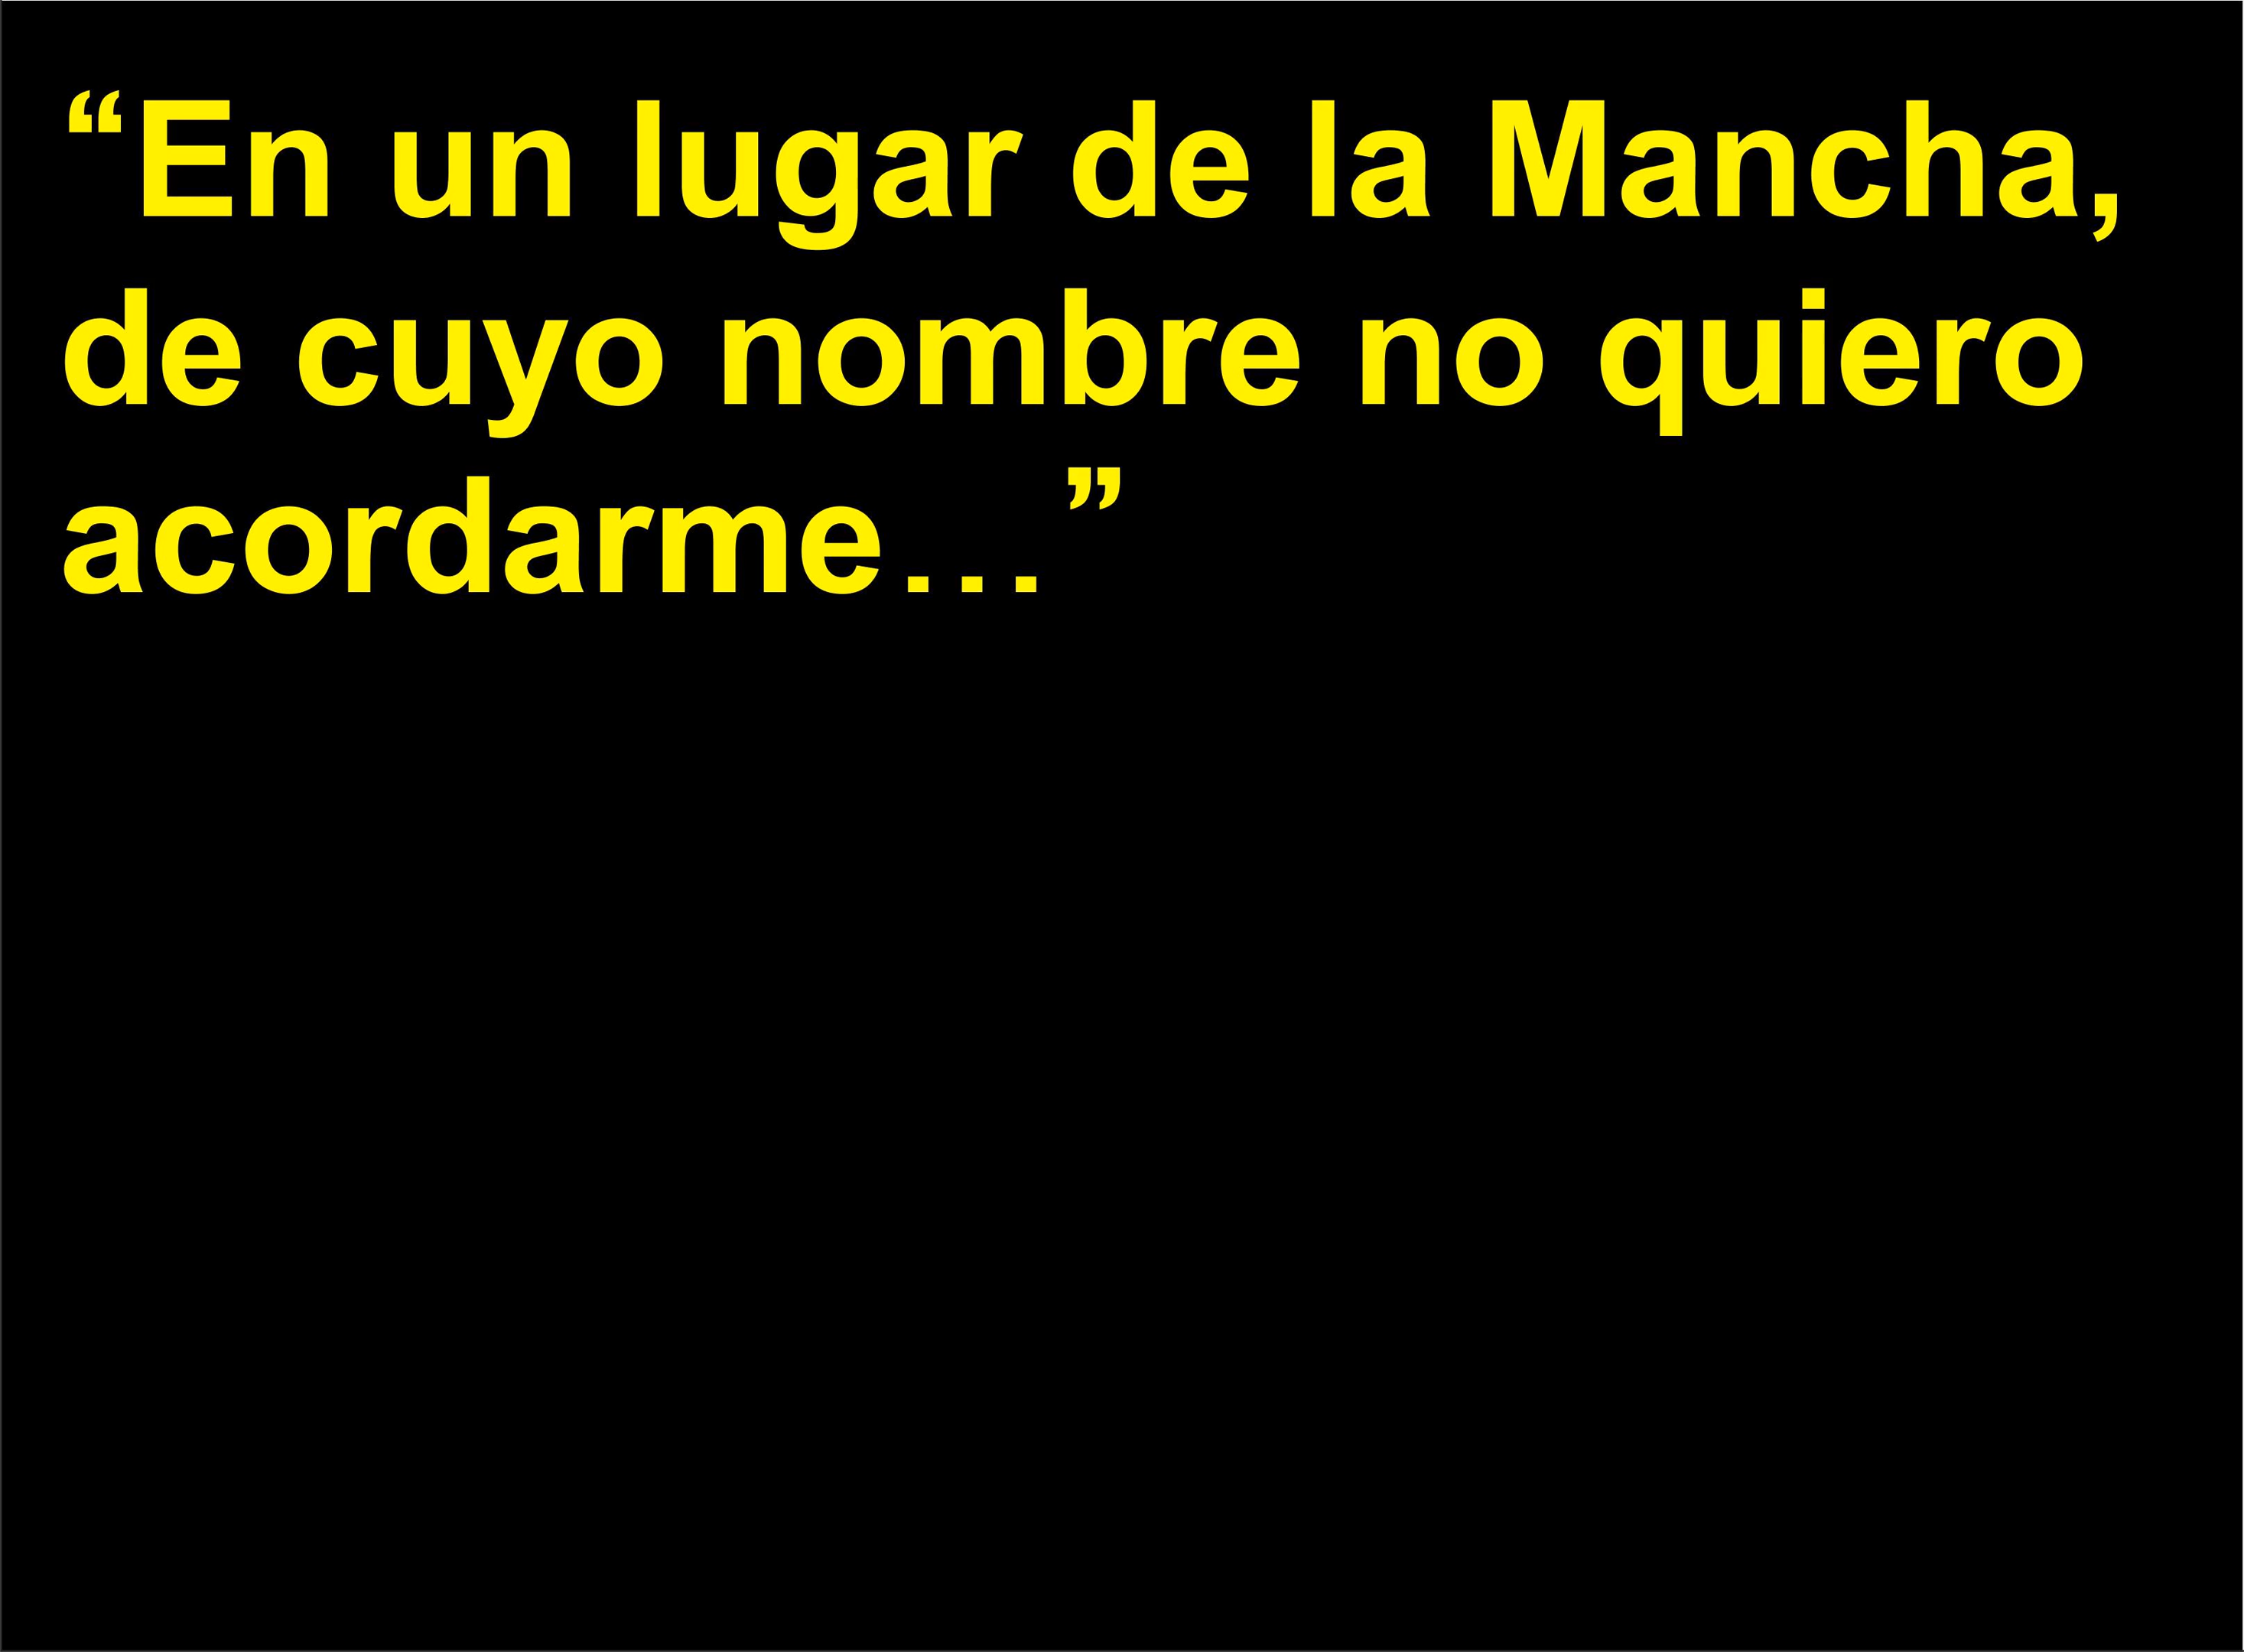 “En un lugar de la Mancha,
de cuyo nombre no quiero
acordarme…”